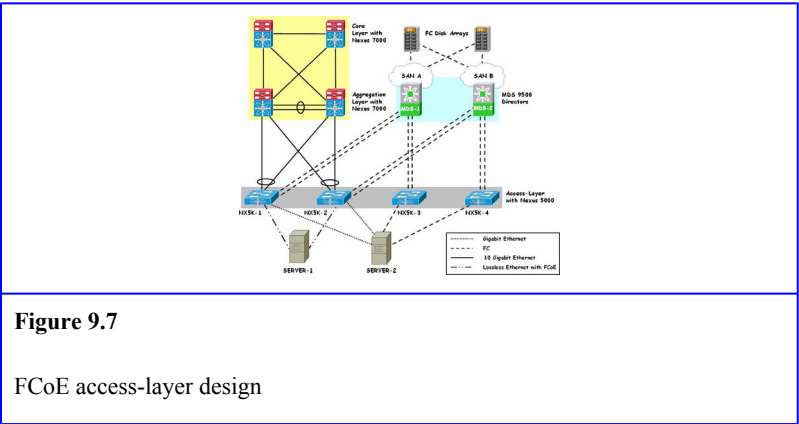 Core
Layer with
Nexus 7000
FC Disk Arrays
SAN A
SAN B
Aggregation
Layer with
Nexus 7000
MDS-1
MDS-2
MDS 9500
Directors
Access-Layer
with Nexus 5000
NX5K-1
NX5K-2
NX5K-3
NX5K-4
SERVER-1
SERVER-2
Gigabit Ethernet
FC
10 Gigabit Ethernet
Lossless Ethernet with FCoE
Figure 9.7
FCoE access-layer design